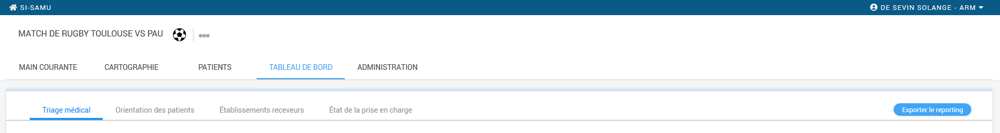 SI-SAMU DE SEVIN SOLANGE - ARM
MATCH DE RUGBY TOULOUSE VS PAU
MAIN COURANTE CARTOGRAPHIE PATIENTS TABLEAU DE BORD ADMINISTRATION
Triage médical Orientation des patients Établissements receveurs État de la prise en charge Exporter le reporting